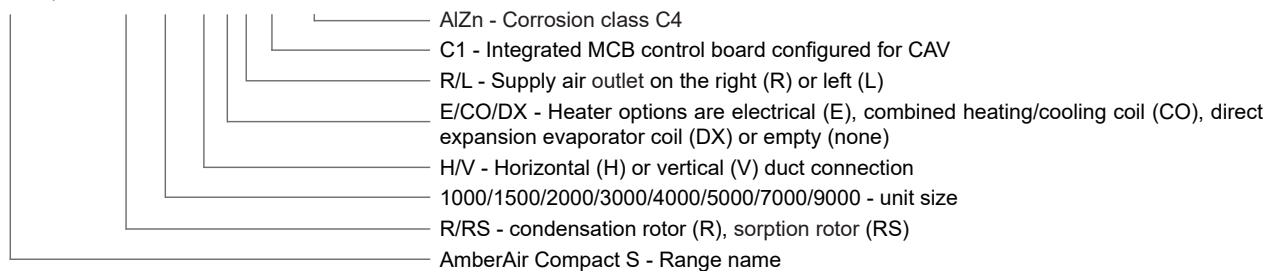 AlZn - Corrosion class C4
C1 - Integrated MCB control board configured for CAV
R/L - Supply air outlet on the right (R) or left (L)
E/CO/DX - Heater options are electrical (E), combined heating/cooling coil (CO), direct
expansion evaporator coil (DX) or empty (none)
H/V - Horizontal (H) or vertical (V) duct connection
1000/1500/2000/3000/4000/5000/7000/9000 - unit size
R/RS - condensation rotor (R), sorption rotor (RS)
AmberAir Compact S - Range name